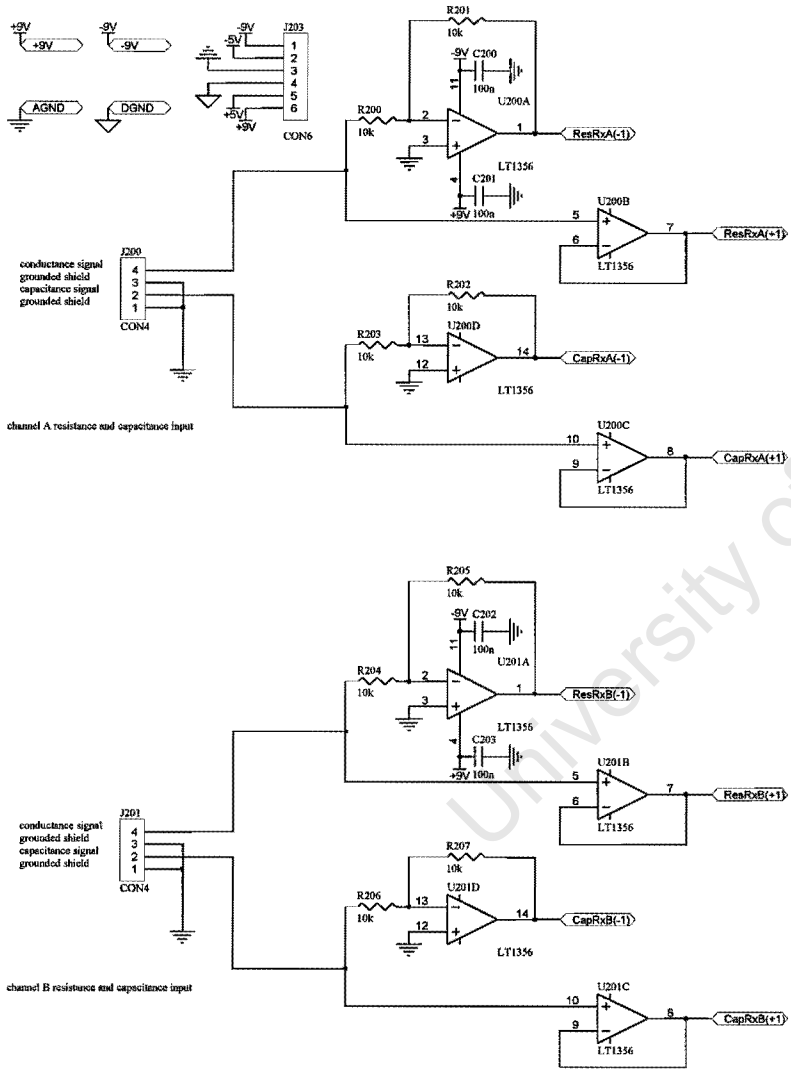 +9V
+9V
-9V
-9V
AGND
DGND
J203
-9V
-5V
1
2
3
4
5
6
+5V
+9V
CON6
R201
10k
-9V
C200
100n
11
U200A
R200
10k
2
3
1
ResRxA(-1)
LT1356
4
C201
+9V
100n
U200B
5
6
7
ResRxA(+1)
LT1356
J200
conductance signal
grounded shield
capacitance signal
grounded shield
4
3
2
1
CON4
R202
10k
R203
10k
U200D
13
12
14
CapRxA(-1)
LT1356
channel A resistance and capacitance input
U200C
10
9
8
CapRxA(+1)
LT1356
University of
R205
10k
-9V
C202
100n
11
U201A
R204
10k
2
3
1
ResRxB(-1)
LT1356
4
C203
+9V
100n
U201B
5
6
7
ResRxB(+1)
LT1356
J201
conductance signal
grounded shield
capacitance signal
grounded shield
4
3
2
1
CON4
R207
10k
R206
10k
U201D
13
12
14
CapRxB(-1)
LT1356
channel B resistance and capacitance input
U201C
10
9
8
CapRxB(+1)
LT1356